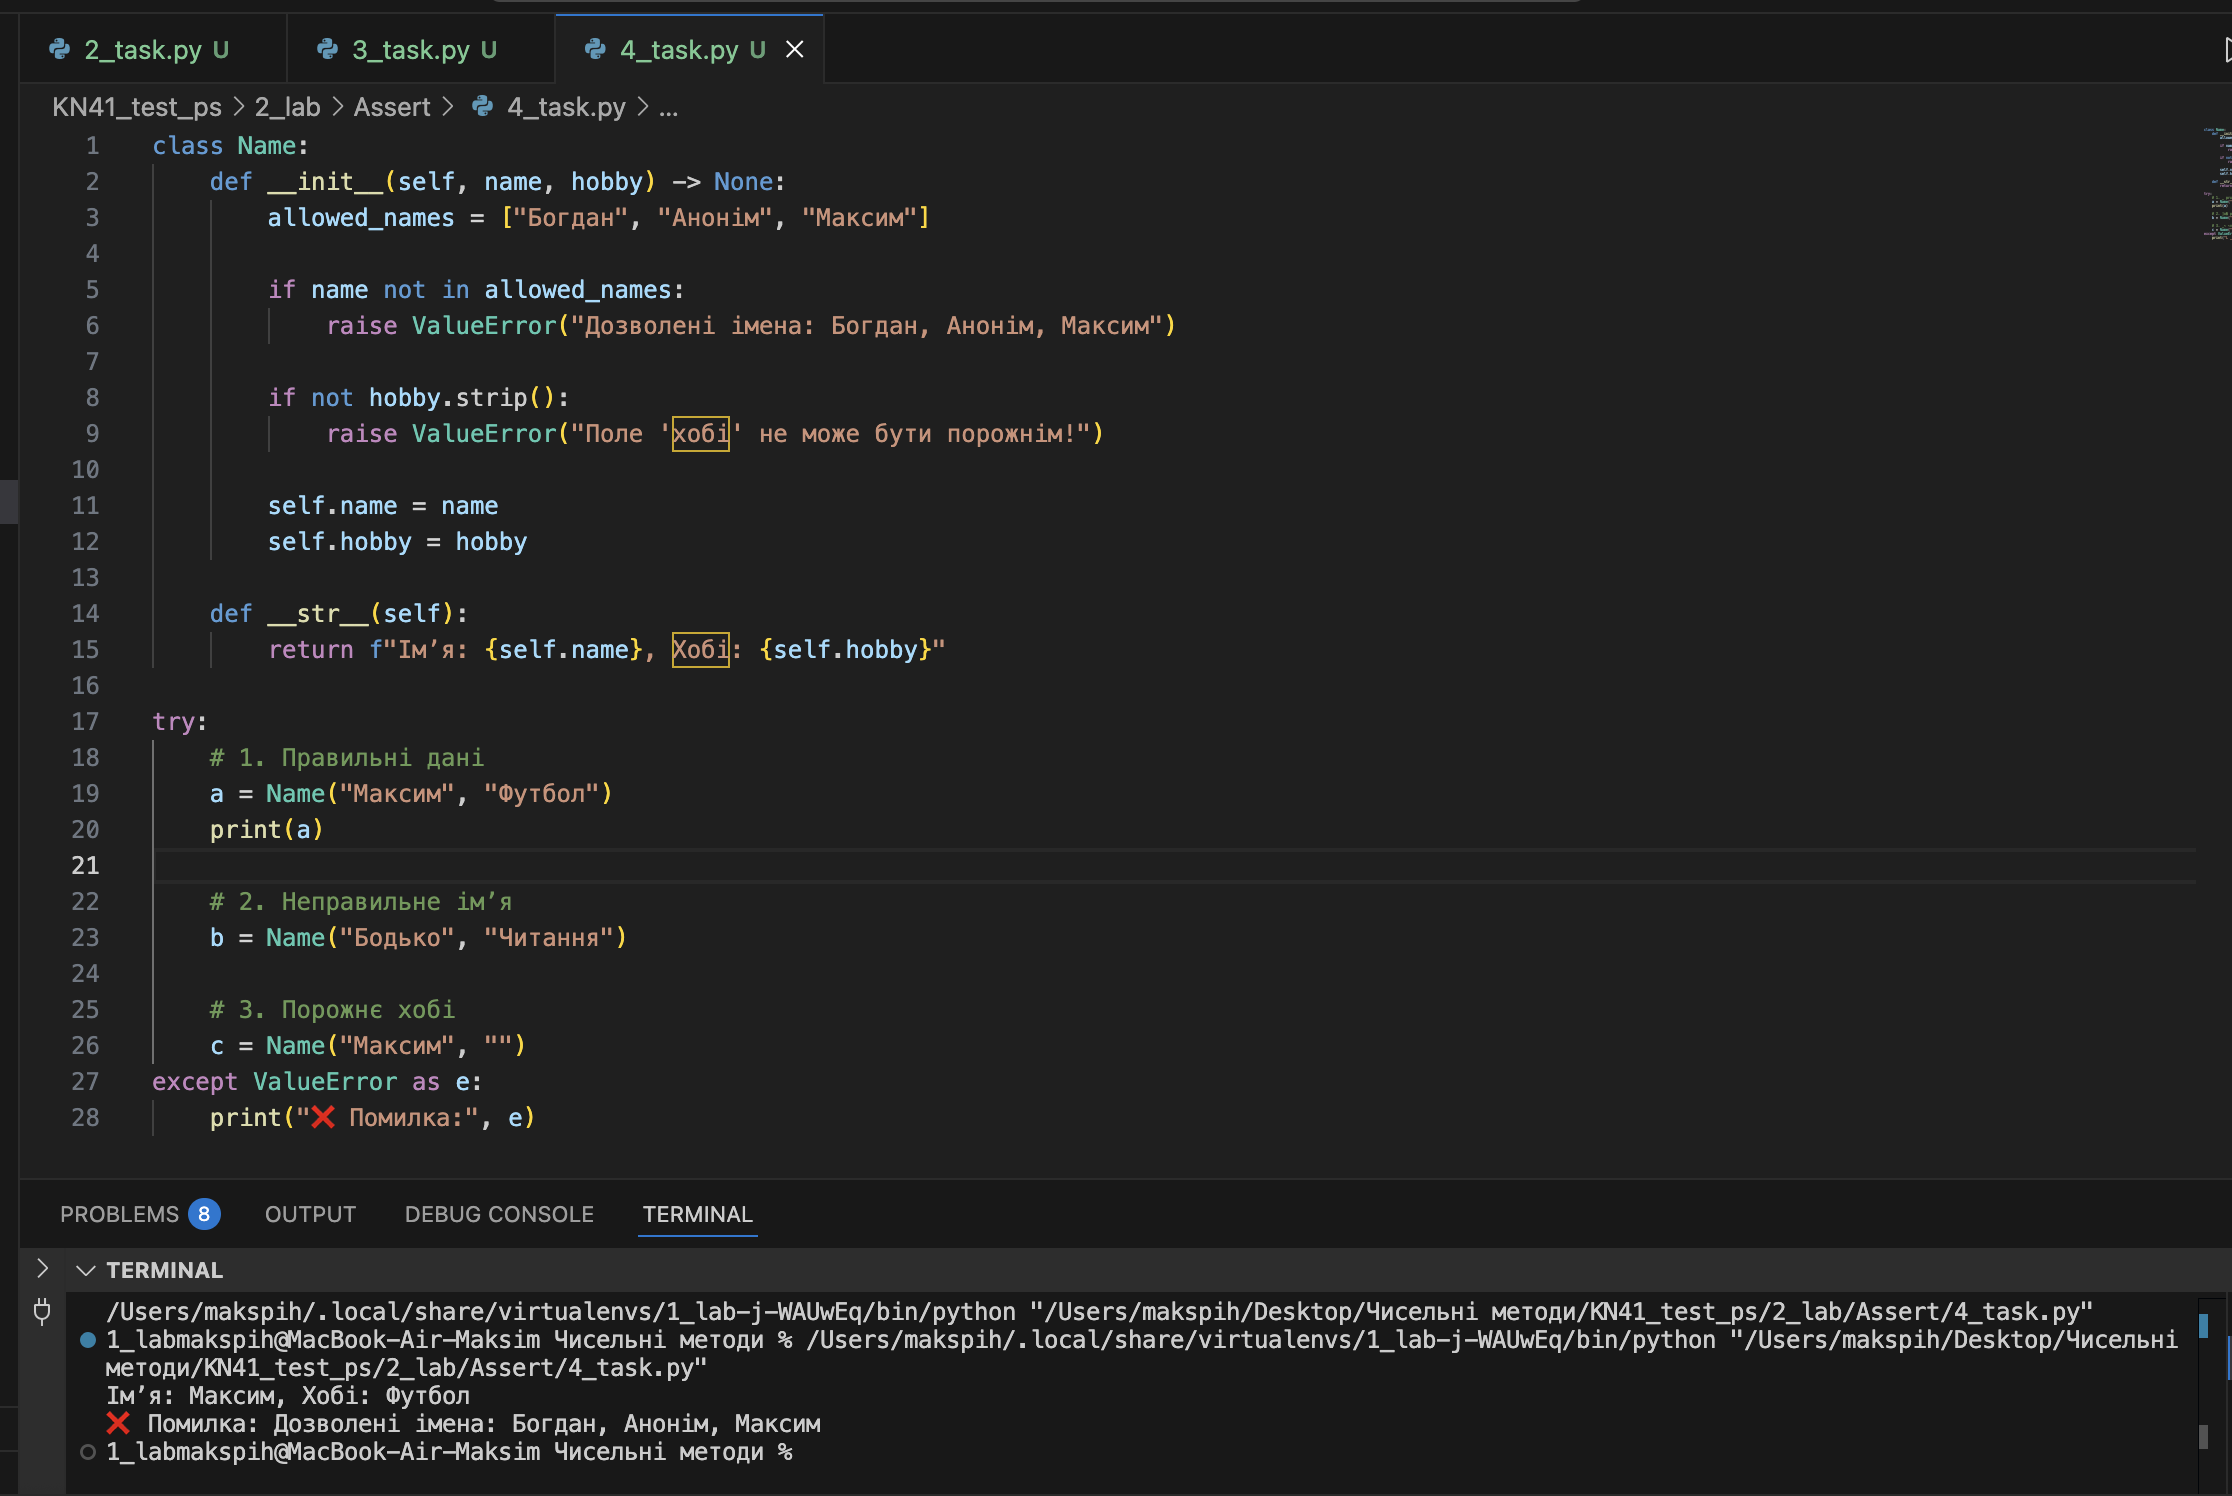 2_task.py U
3_task.py U
4_task.py U
KN41_test_ps > 2_lab > Assert > 4_task.py > ...
1 class Name:
2     def __init__(self, name, hobby) -> None:
3         allowed_names = ["Богдан", "Анонім", "Максим"]
4
5         if name not in allowed_names:
6             raise ValueError("Дозволені імена: Богдан, Анонім, Максим")
7
8         if not hobby.strip():
9             raise ValueError("Поле 'хобі' не може бути порожнім!")
10
11         self.name = name
12         self.hobby = hobby
13
14     def __str__(self):
15         return f"Ім’я: {self.name}, Хобі: {self.hobby}"
16
17 try:
18     # 1. Правильні дані
19     a = Name("Максим", "Футбол")
20     print(a)
21
22     # 2. Неправильне ім’я
23     b = Name("Бодько", "Читання")
24
25     # 3. Порожнє хобі
26     c = Name("Максим", "")
27 except ValueError as e:
28     print("❌ Помилка:", e)
PROBLEMS 8 OUTPUT DEBUG CONSOLE TERMINAL
TERMINAL
/Users/makspih/.local/share/virtualenvs/1_lab-j-WAUwEq/bin/python "/Users/makspih/Desktop/Чисельні методи/KN41_test_ps/2_lab/Assert/4_task.py"
1_labmakspih@MacBook-Air-Maksim Чисельні методи % /Users/makspih/.local/share/virtualenvs/1_lab-j-WAUwEq/bin/python "/Users/makspih/Desktop/Чисельні
методи/KN41_test_ps/2_lab/Assert/4_task.py"
Ім’я: Максим, Хобі: Футбол
❌ Помилка: Дозволені імена: Богдан, Анонім, Максим
1_labmakspih@MacBook-Air-Maksim Чисельні методи %